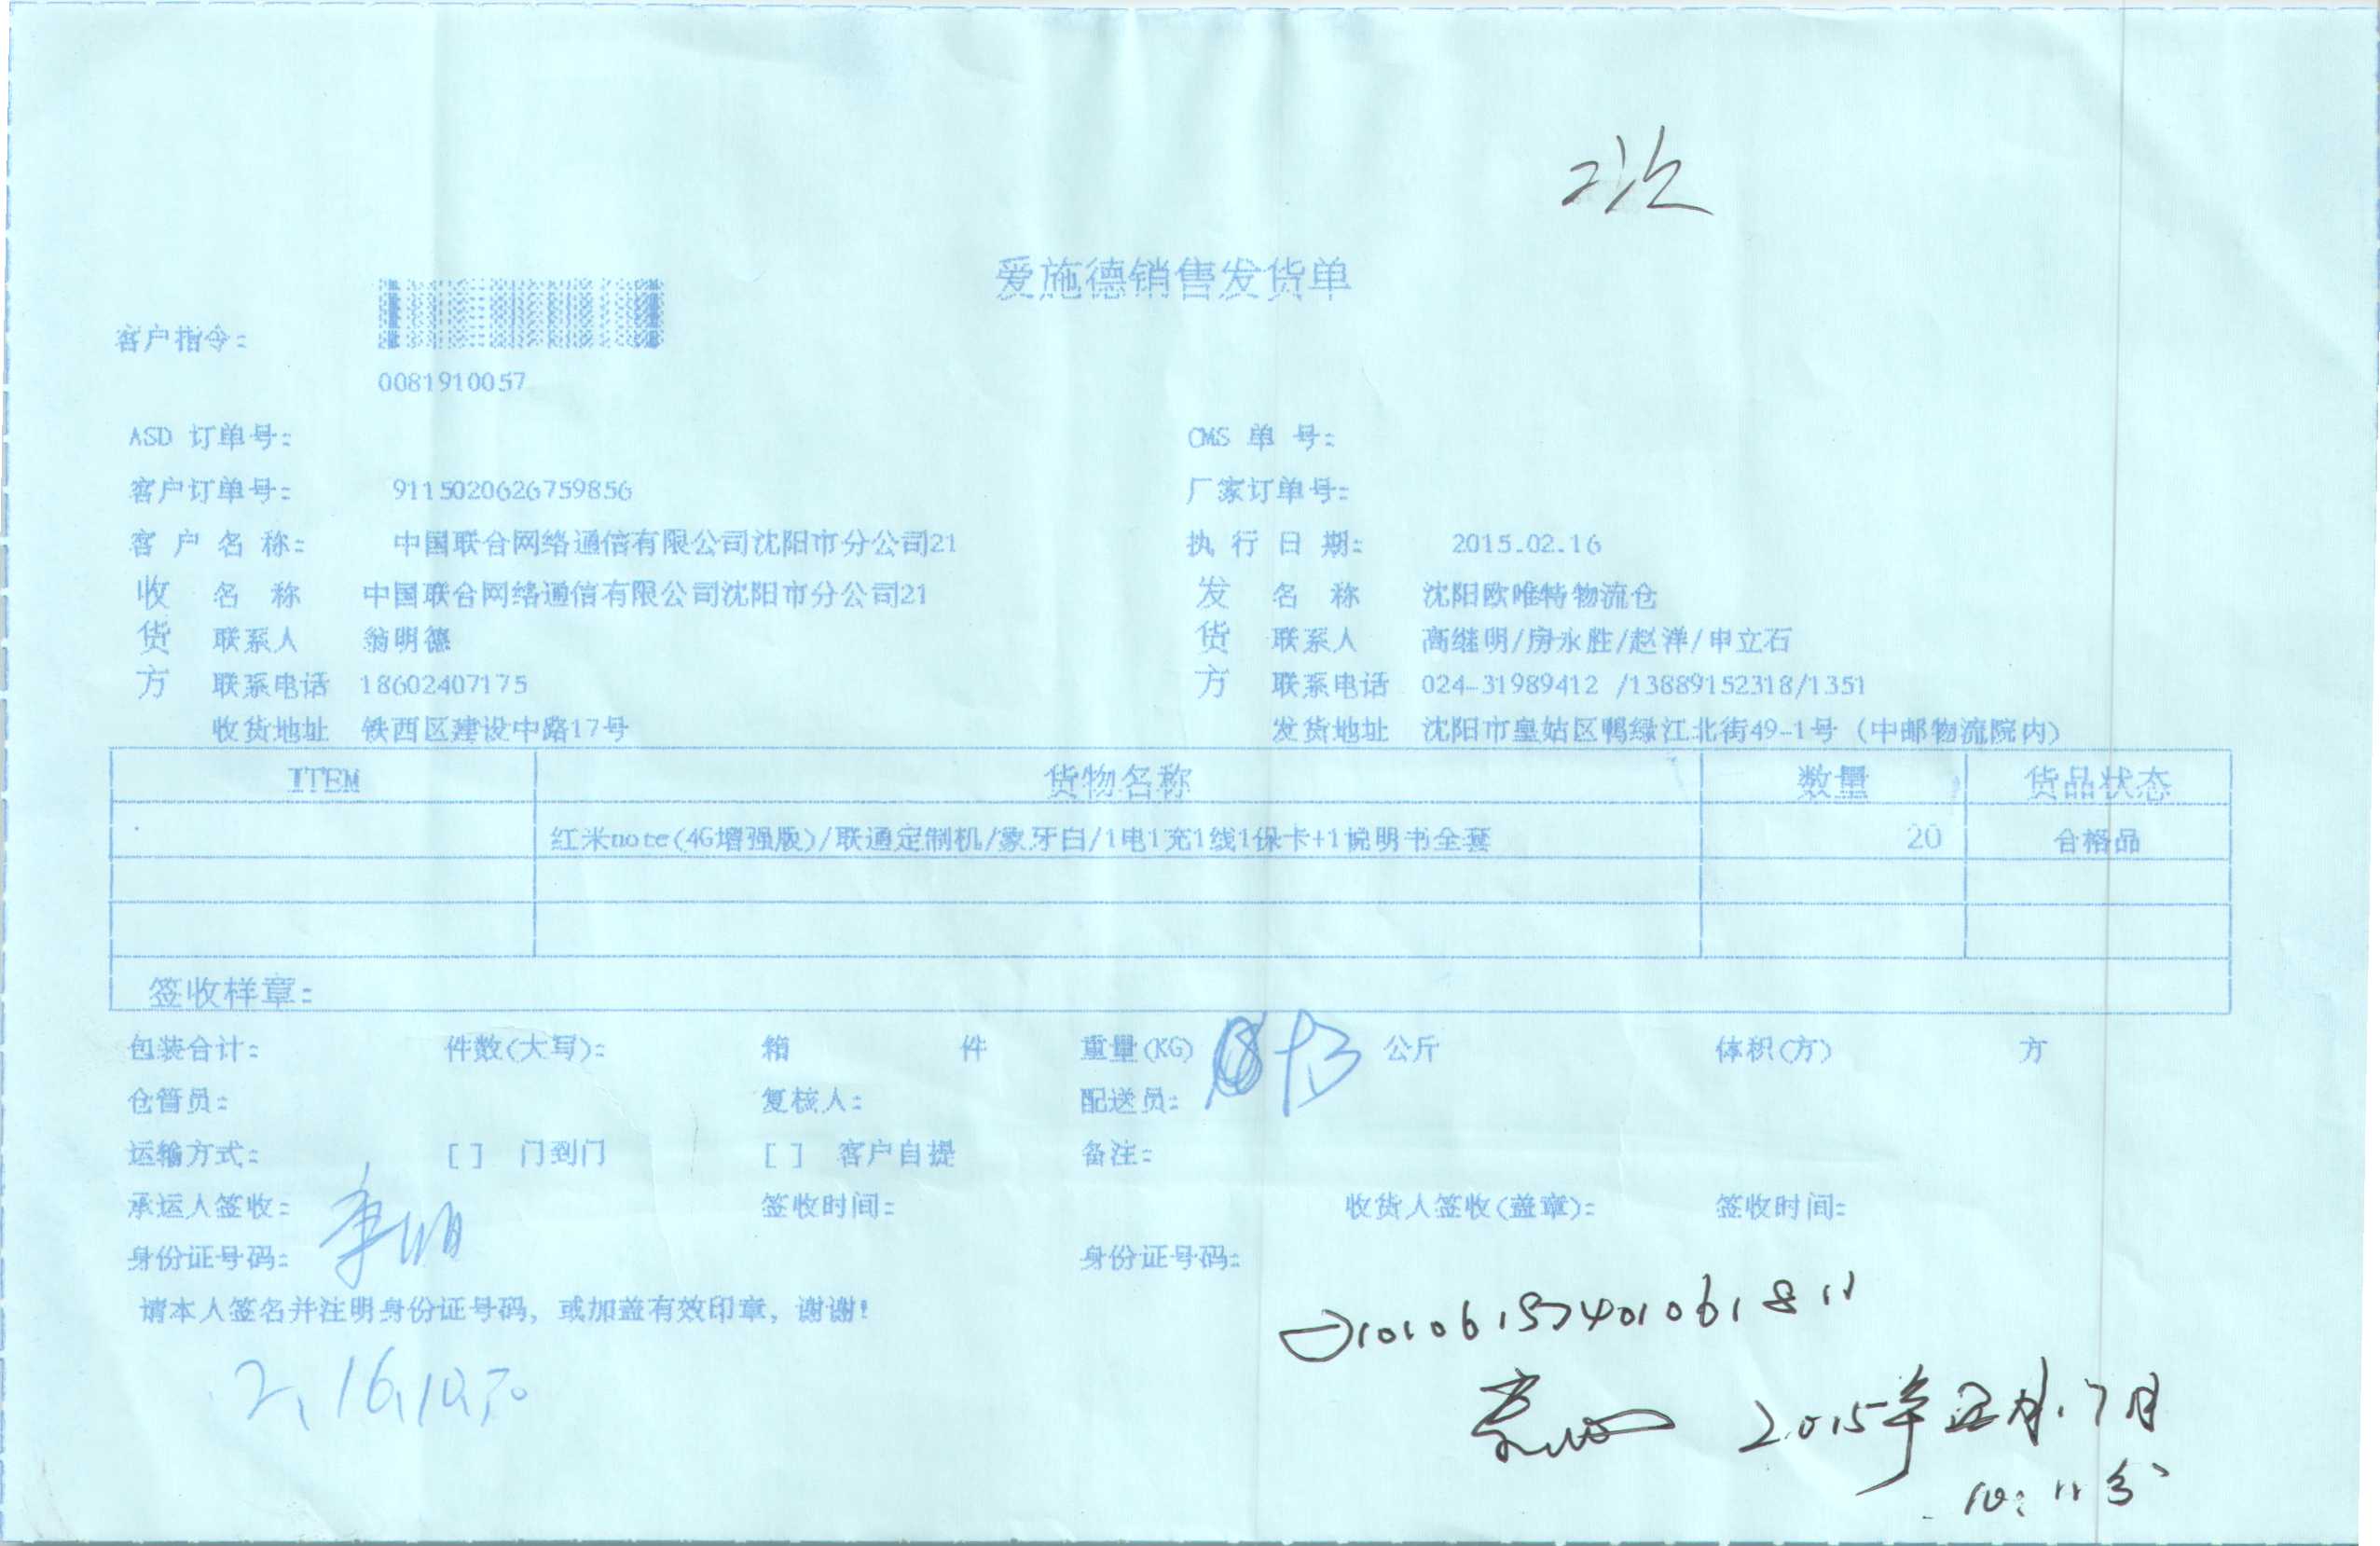 2次
爱施德销售发货单
客户指令:
0081910057
ASD 订单号: CMS 单 号:
客户订单号: 9115020626759856 厂家订单号:
客 户 名 称: 中国联合网络通信有限公司沈阳市分公司21 执 行 日 期: 2015.02.16
收 名 称 中国联合网络通信有限公司沈阳市分公司21 发 名 称 沈阳欧唯特物流仓
货 联系人 翁明德 货 联系人 高继明/房永胜/赵洋/申立石
方 联系电话 18602407175 方 联系电话 024-31989412 /13889152318/1351
收货地址 铁西区建设中路17号 发货地址 沈阳市皇姑区鸭绿江北街49-1号 (中邮物流院内)
ITEM 货物名称 数量 货品状态
红米note(4G增强版)/联通定制机/象牙白/1电1充1线1保卡+1说明书全套 20 合格品
签收样章:
包装合计: 件数(大写): 箱 件 重量(KG) 公斤 体积(方) 方
仓管员: 复核人: 配送员:
运输方式: [ ] 门到门 [ ] 客户自提 备注:
承运人签收: 签收时间: 收货人签收(盖章): 签收时间:
身份证号码: 身份证号码:
请本人签名并注明身份证号码, 或加盖有效印章, 谢谢!
2015年 7日
10:11分